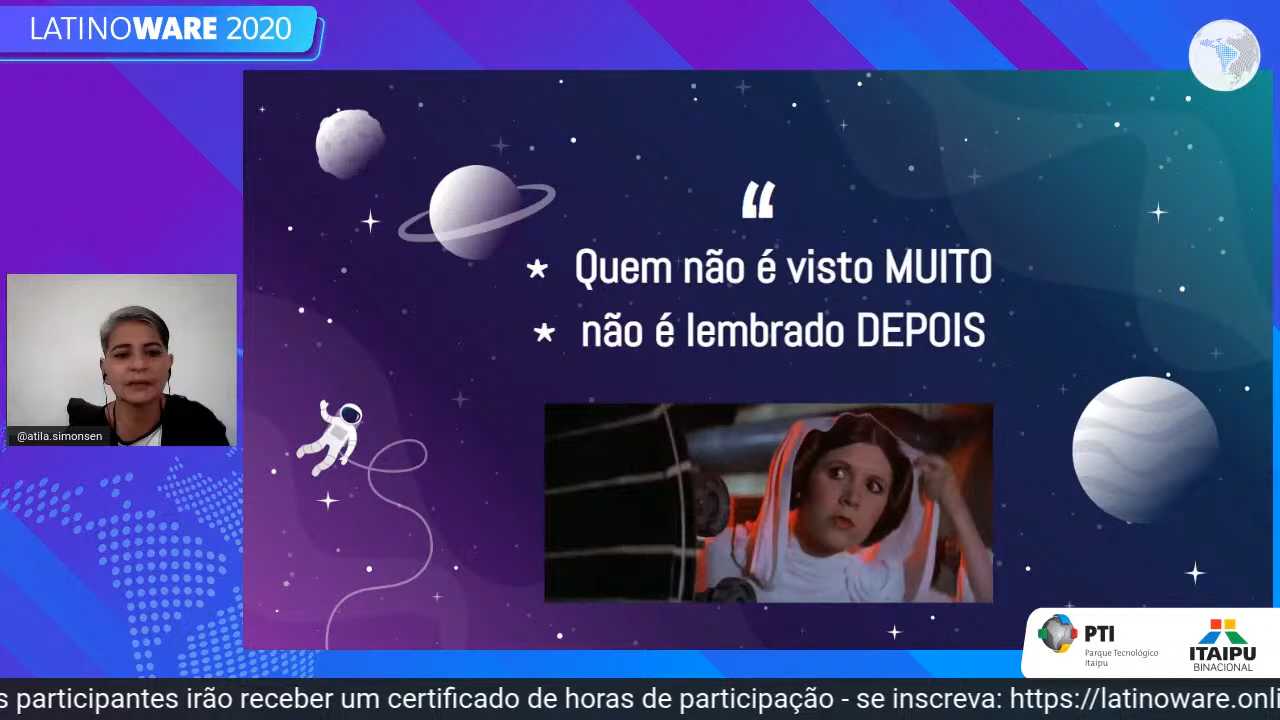 LATINOWARE 2020
“
* Quem não é visto MUITO
* não é lembrado DEPOIS
@atila.simonsen
PTI
Parque Tecnológico
Itaipu
ITAIPU
BINACIONAL
s participantes irão receber um certificado de horas de participação - se inscreva: https://latinoware.onli